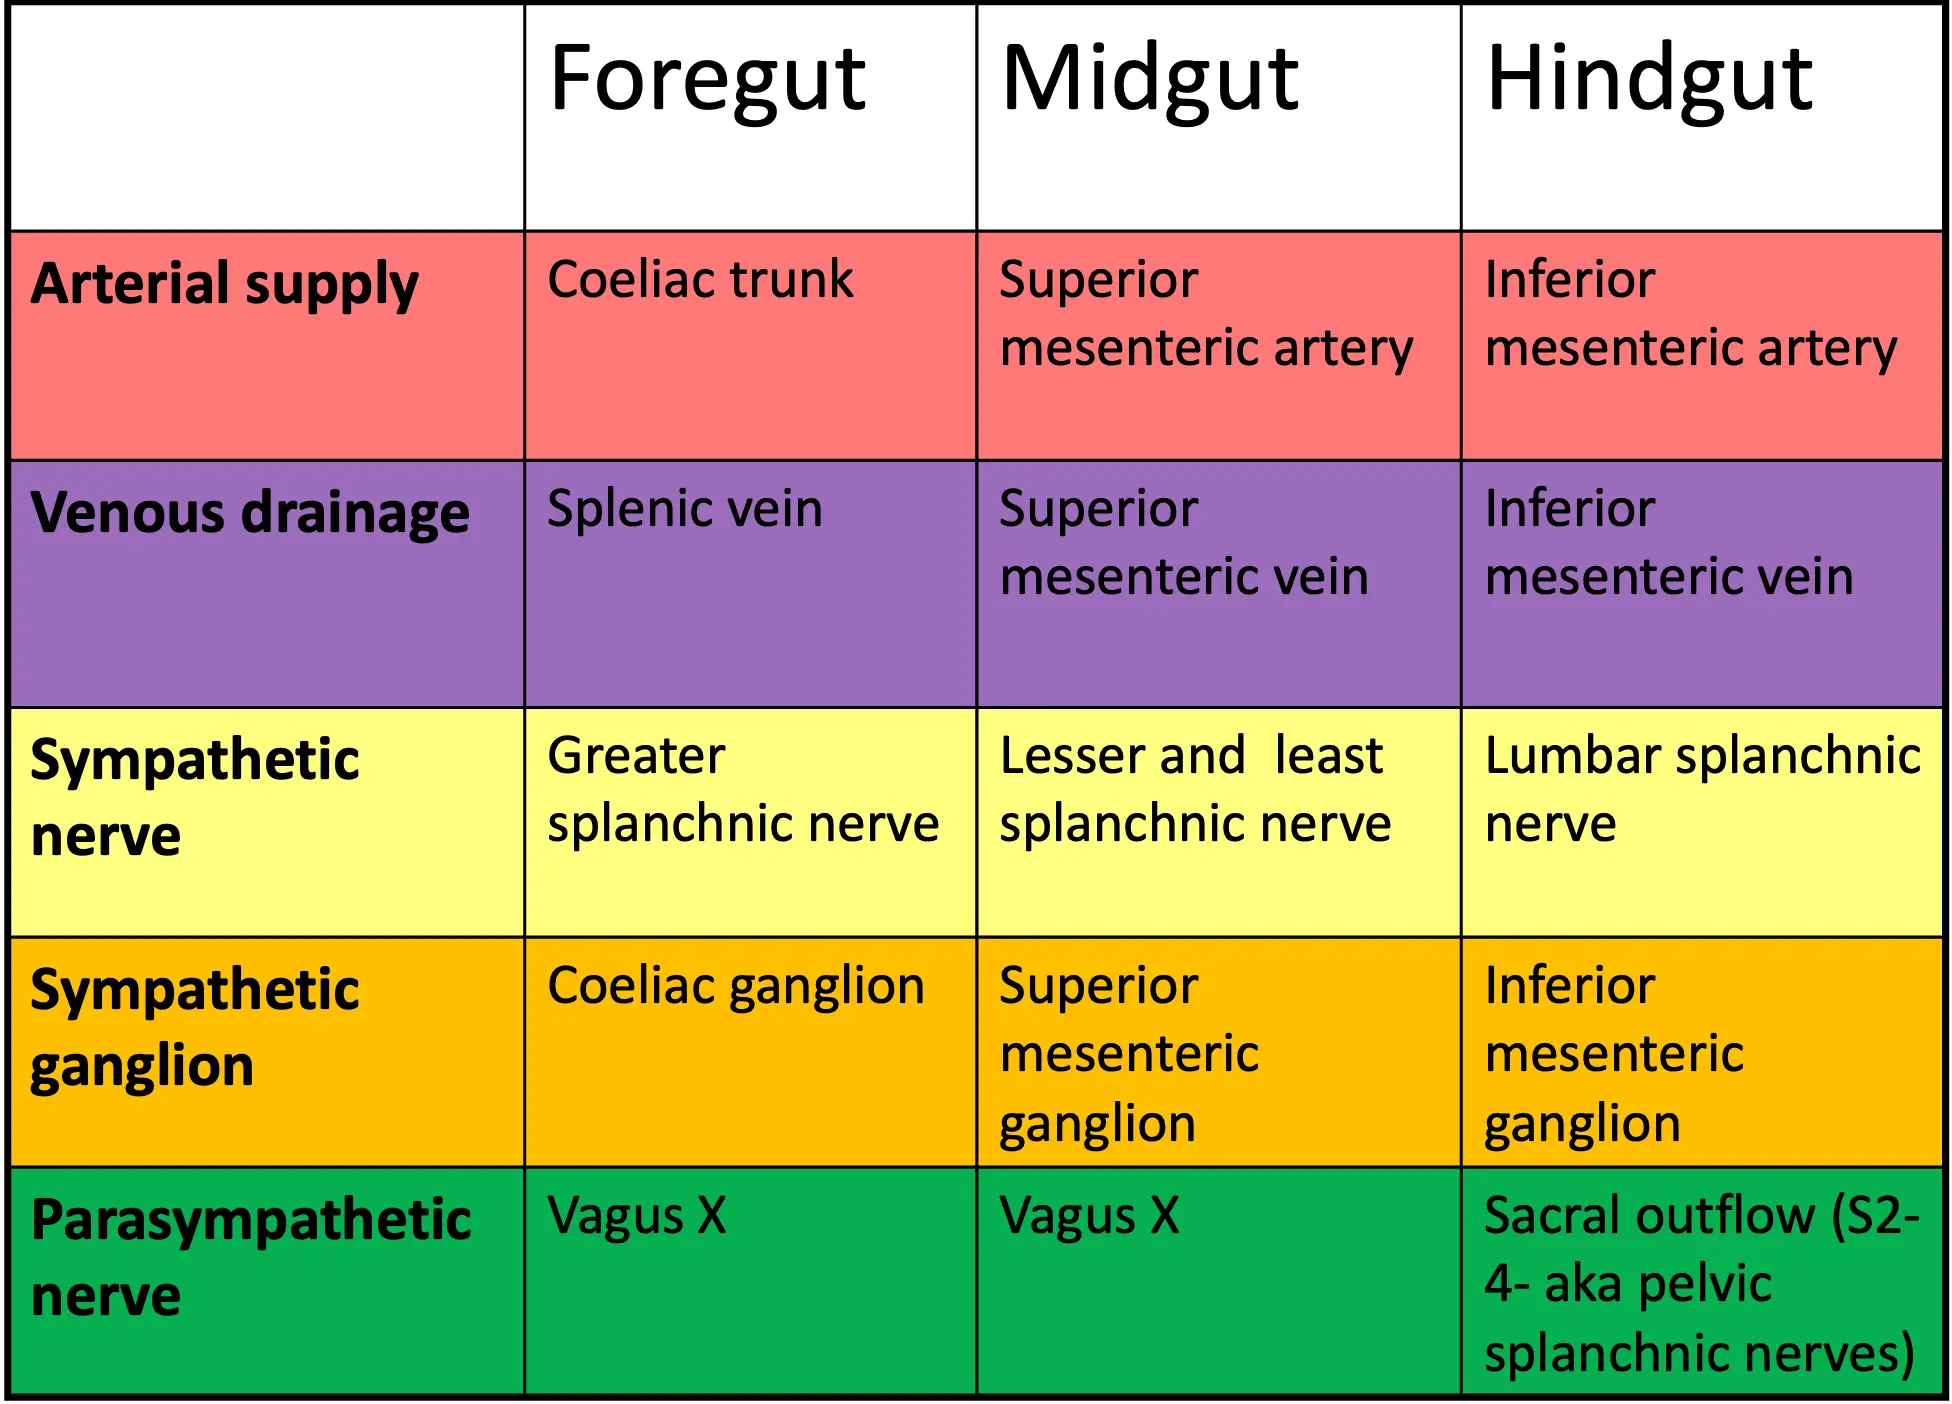 Foregut
Midgut
Hindgut
Arterial supply
Coeliac trunk
Superior
mesenteric artery
Inferior
mesenteric artery
Venous drainage
Splenic vein
Superior
mesenteric vein
Inferior
mesenteric vein
Sympathetic
nerve
Greater
splanchnic nerve
Lesser and  least
splanchnic nerve
Lumbar splanchnic
nerve
Sympathetic
ganglion
Coeliac ganglion
Superior
mesenteric
ganglion
Inferior
mesenteric
ganglion
Parasympathetic
nerve
Vagus X
Vagus X
Sacral outflow (S2-
4- aka pelvic
splanchnic nerves)